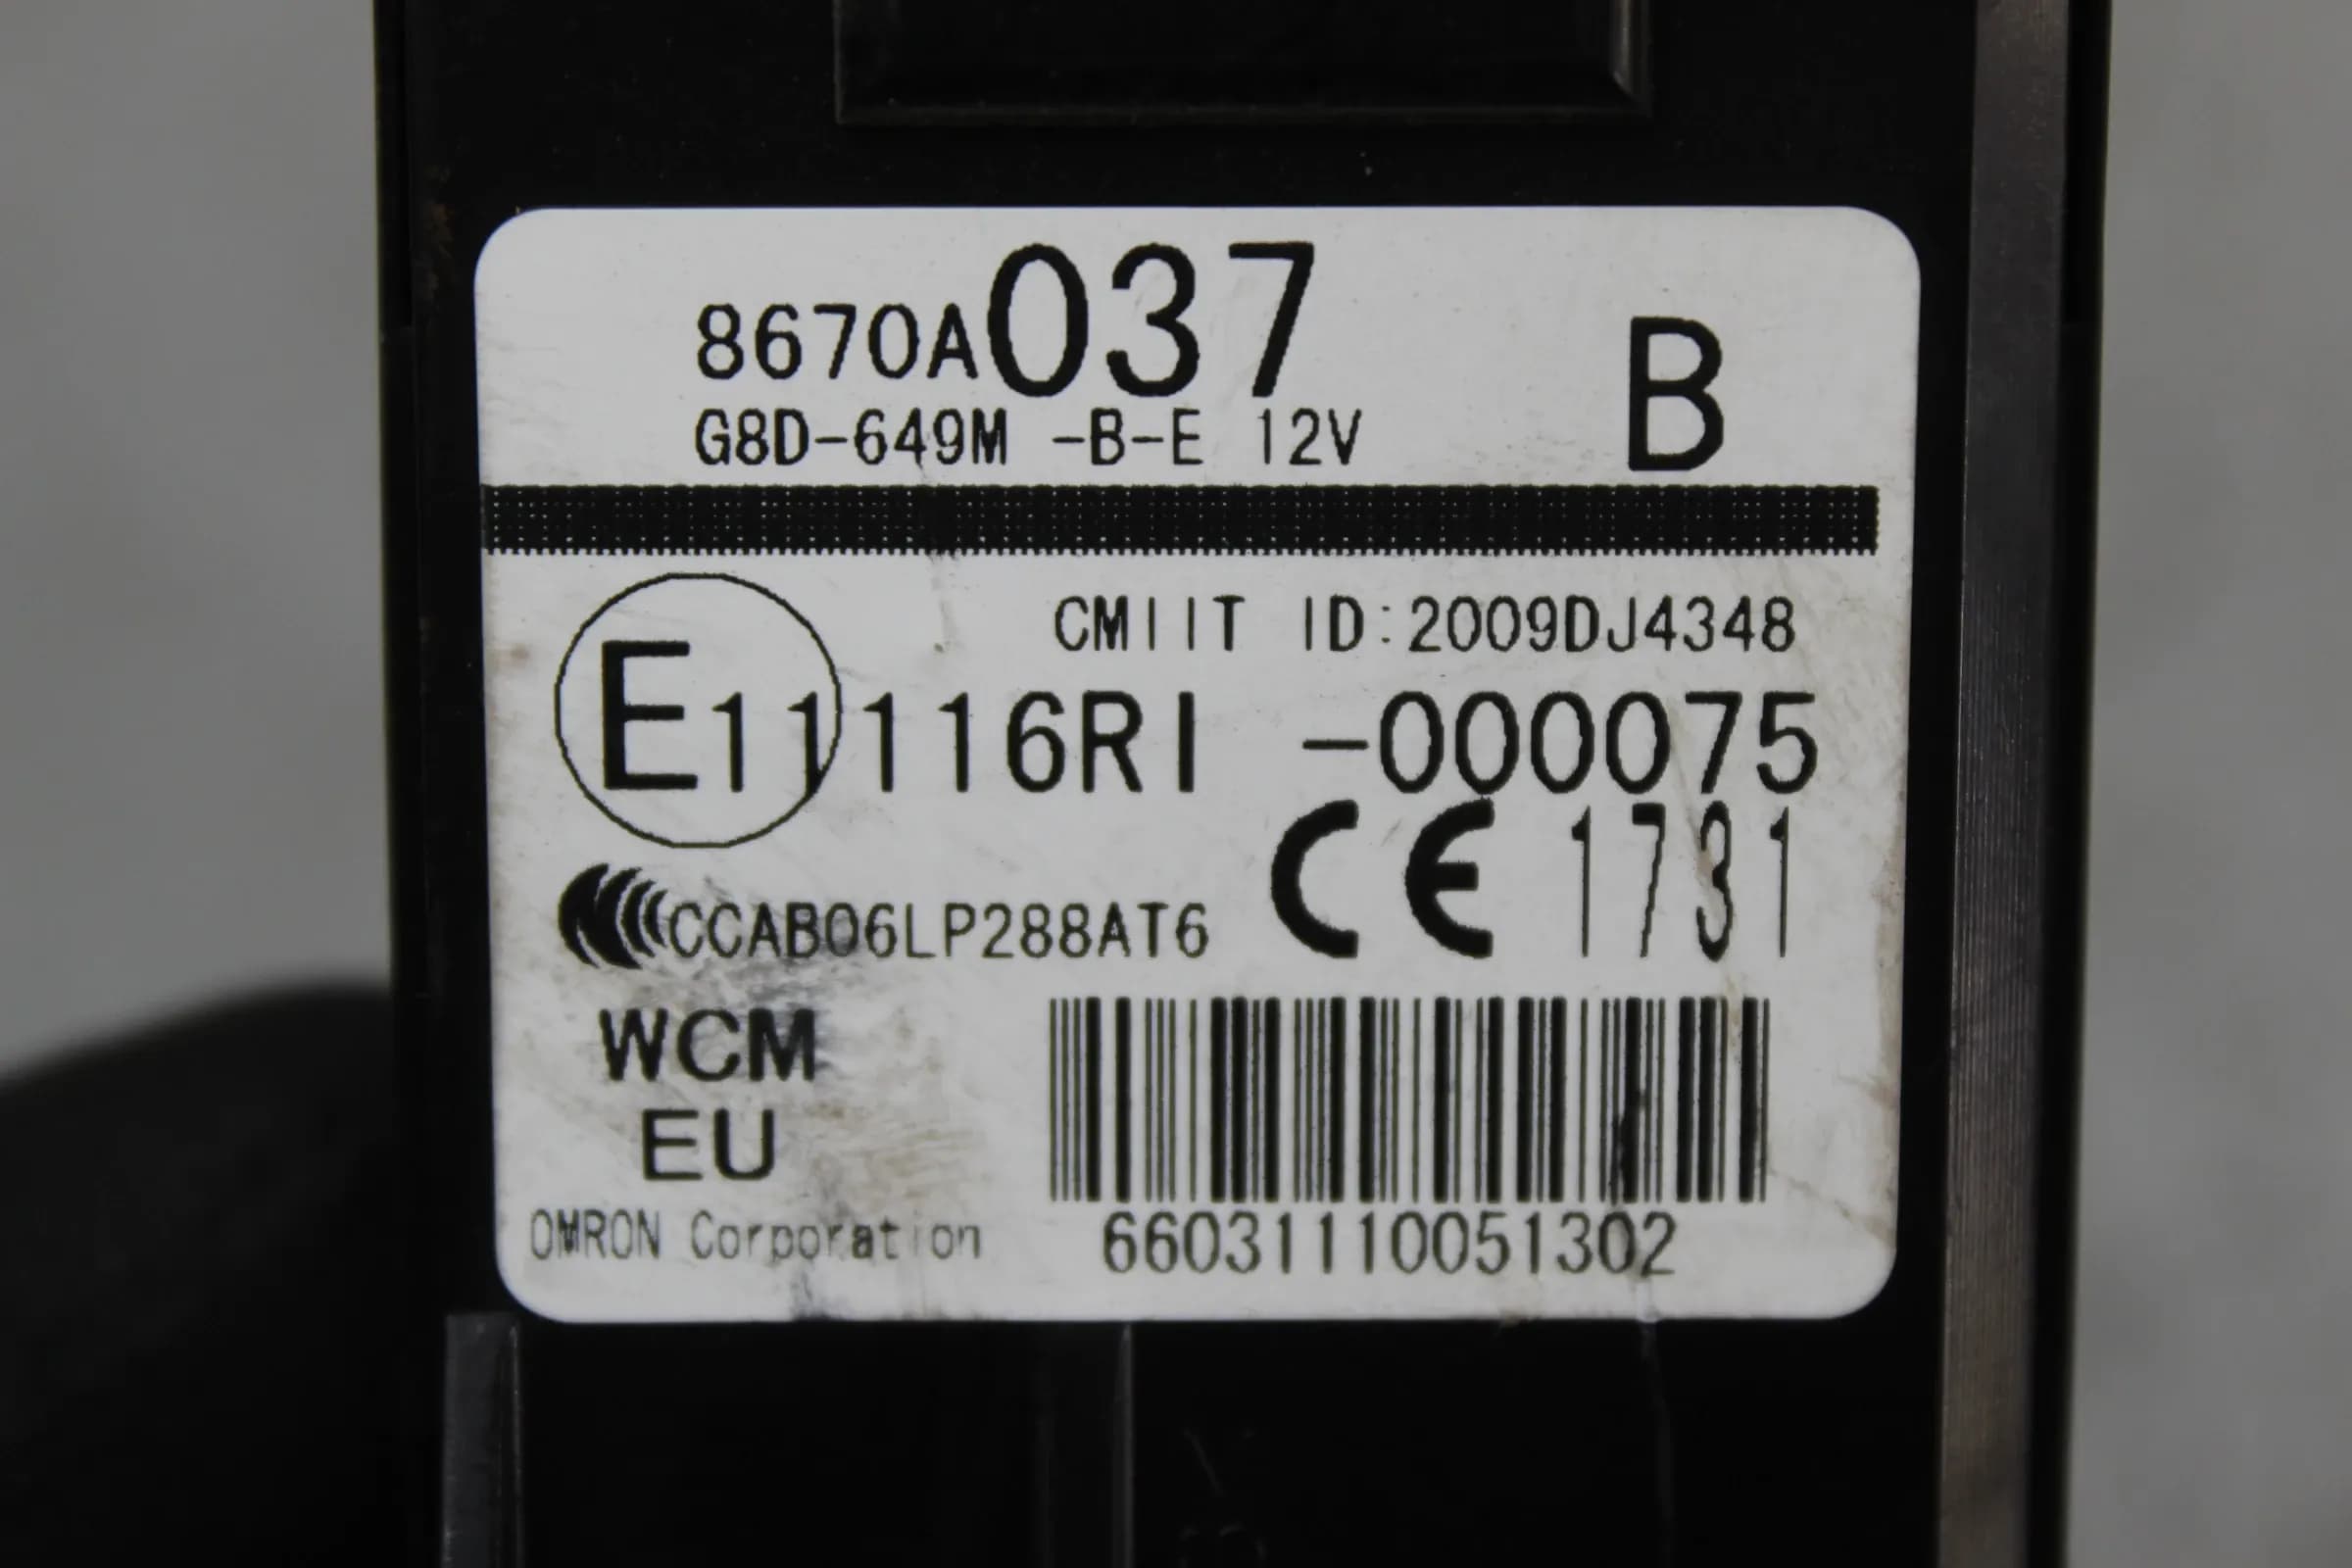 8670A037
B
G8D-649M -B-E 12V
CMIIT ID:2009DJ4348
E11 116RI -000075
CE 1731
CCAB06LP288AT6
WCM
EU
OMRON Corporation
66031110051302